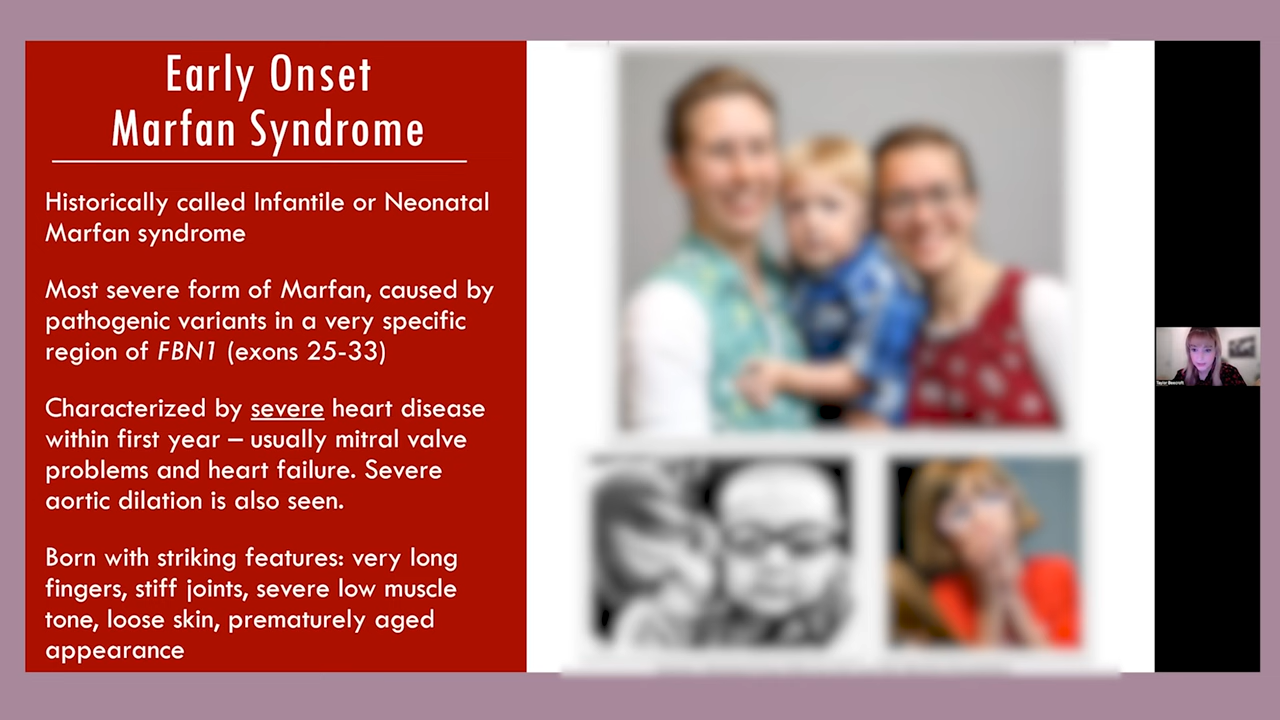 Early Onset
Marfan Syndrome
Historically called Infantile or Neonatal
Marfan syndrome
Most severe form of Marfan, caused by
pathogenic variants in a very specific
region of FBN1 (exons 25-33)
Characterized by severe heart disease
within first year – usually mitral valve
problems and heart failure. Severe
aortic dilation is also seen.
Born with striking features: very long
fingers, stiff joints, severe low muscle
tone, loose skin, prematurely aged
appearance
Taylor Beecroft